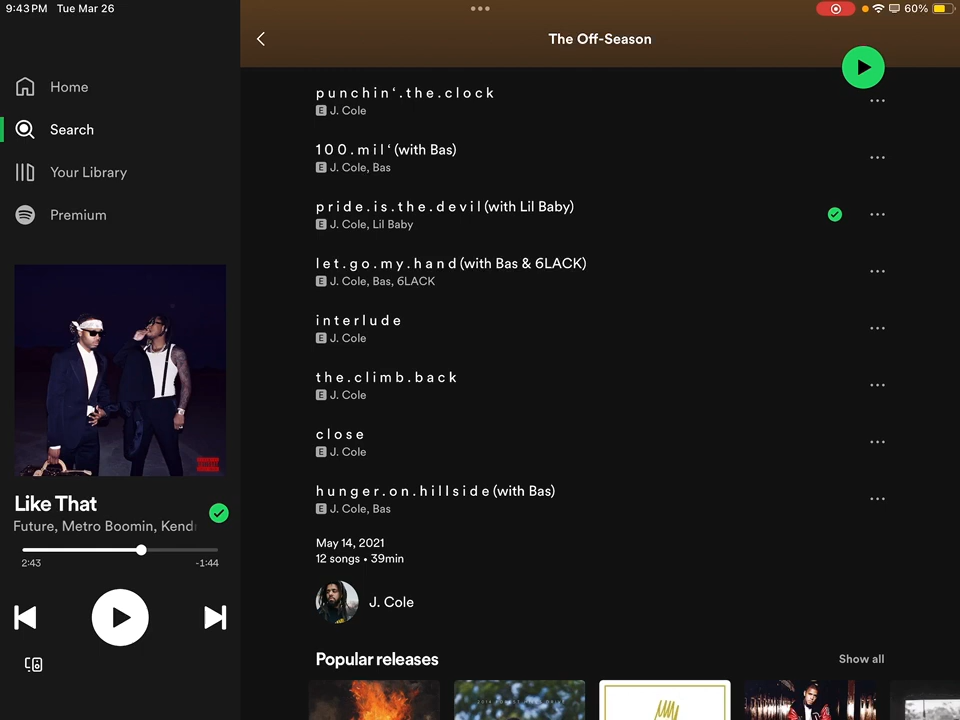 9:43 PM Tue Mar 26
60%
The Off-Season
Home
Search
Your Library
Premium
Like That
Future, Metro Boomin, Kend
2:43
-1:44
punchin‘.the.clock
E J. Cole
100.mil‘ (with Bas)
E J. Cole, Bas
pride.is.the.devil (with Lil Baby)
E J. Cole, Lil Baby
let.go.my.hand (with Bas & 6LACK)
E J. Cole, Bas, 6LACK
interlude
E J. Cole
the.climb.back
E J. Cole
close
E J. Cole
hunger.on.hillside (with Bas)
E J. Cole, Bas
May 14, 2021
12 songs • 39min
J. Cole
Popular releases
Show all